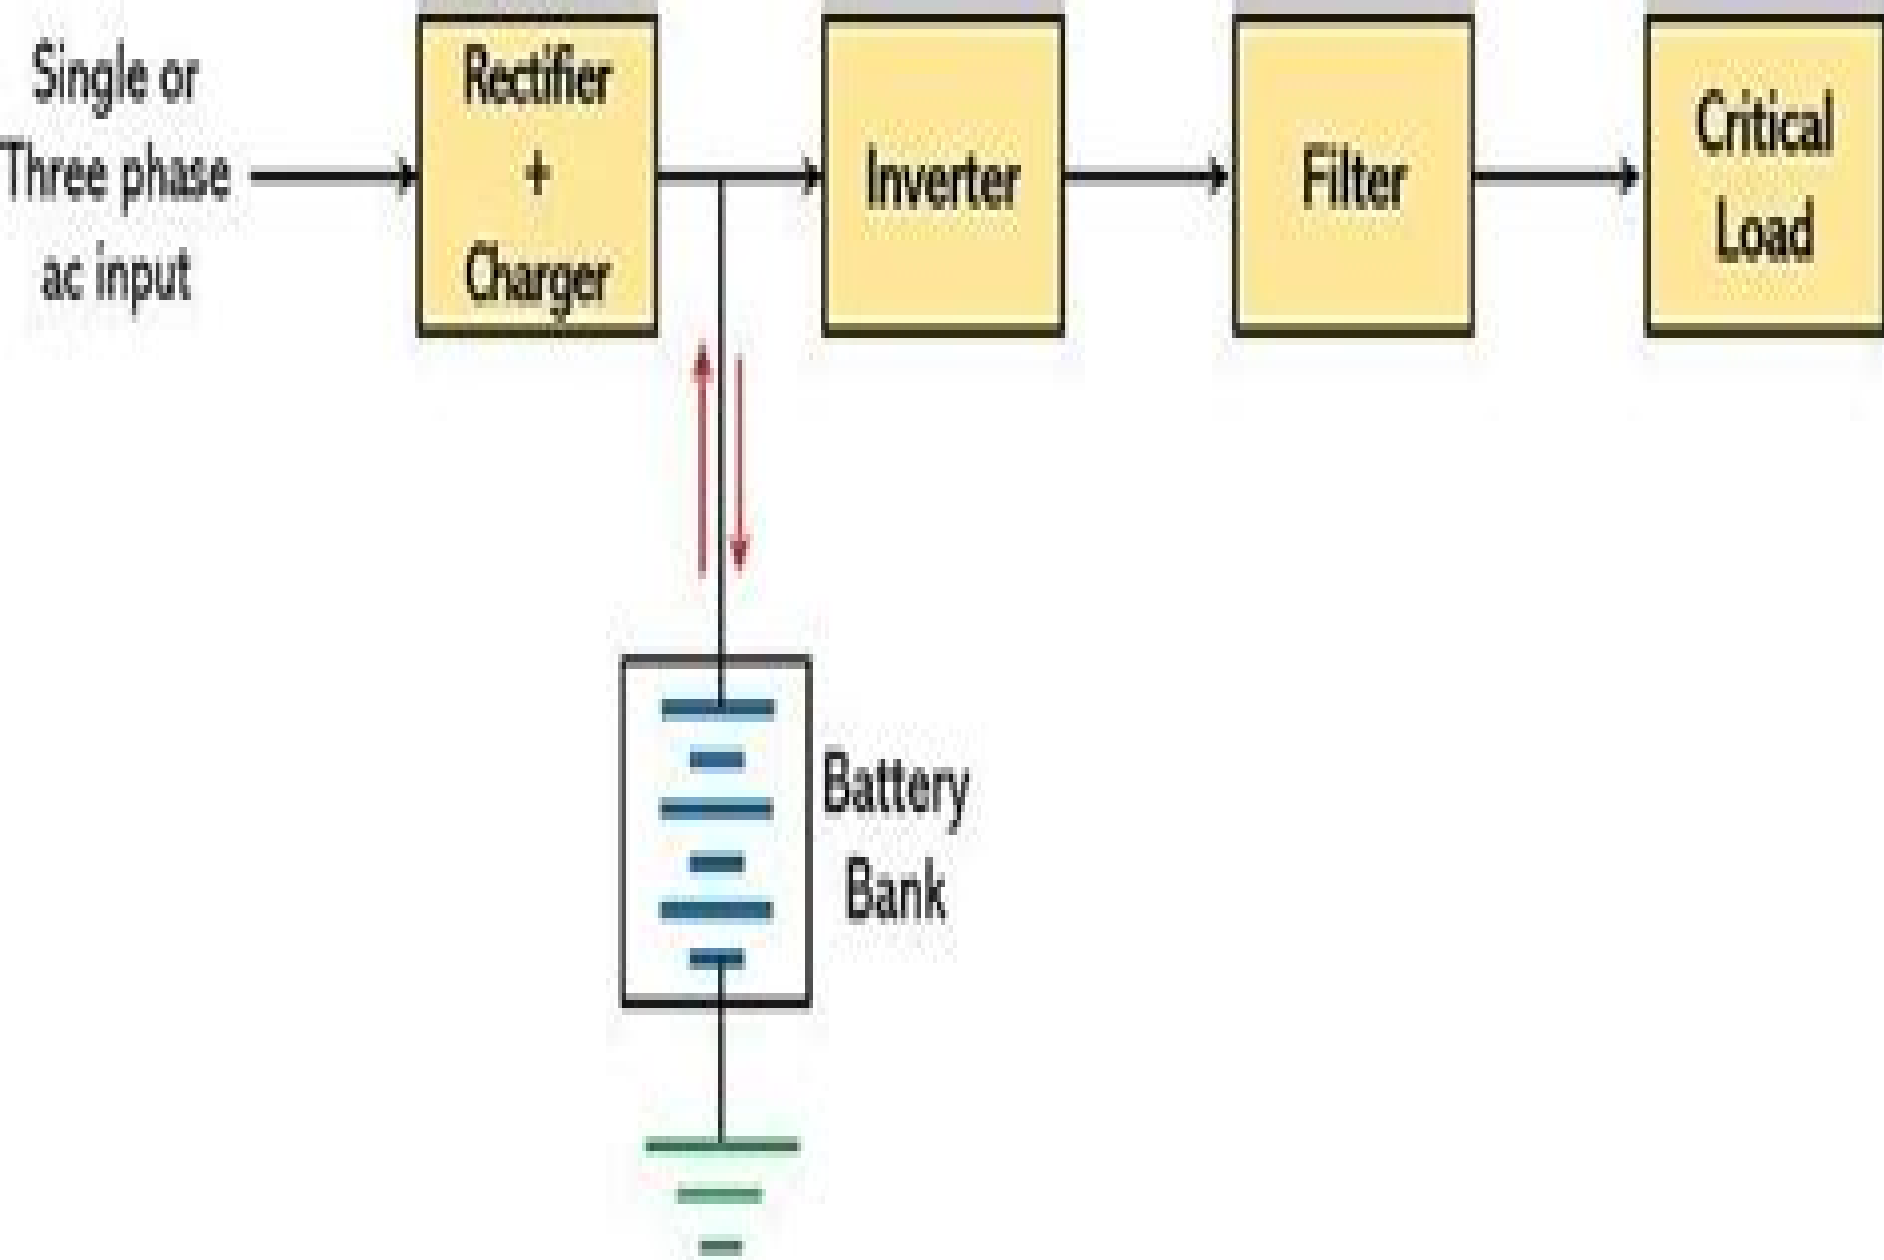 Single or
Three phase
ac input
Rectifier
+
Charger
Inverter
Filter
Critical
Load
Battery
Bank